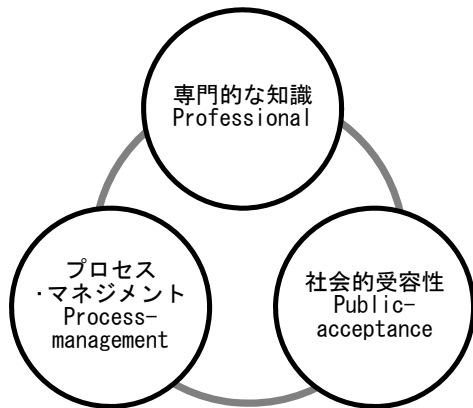 専門的な知識
Professional
プロセス
・マネジメント
Process-
management
社会的受容性
Public-
acceptance